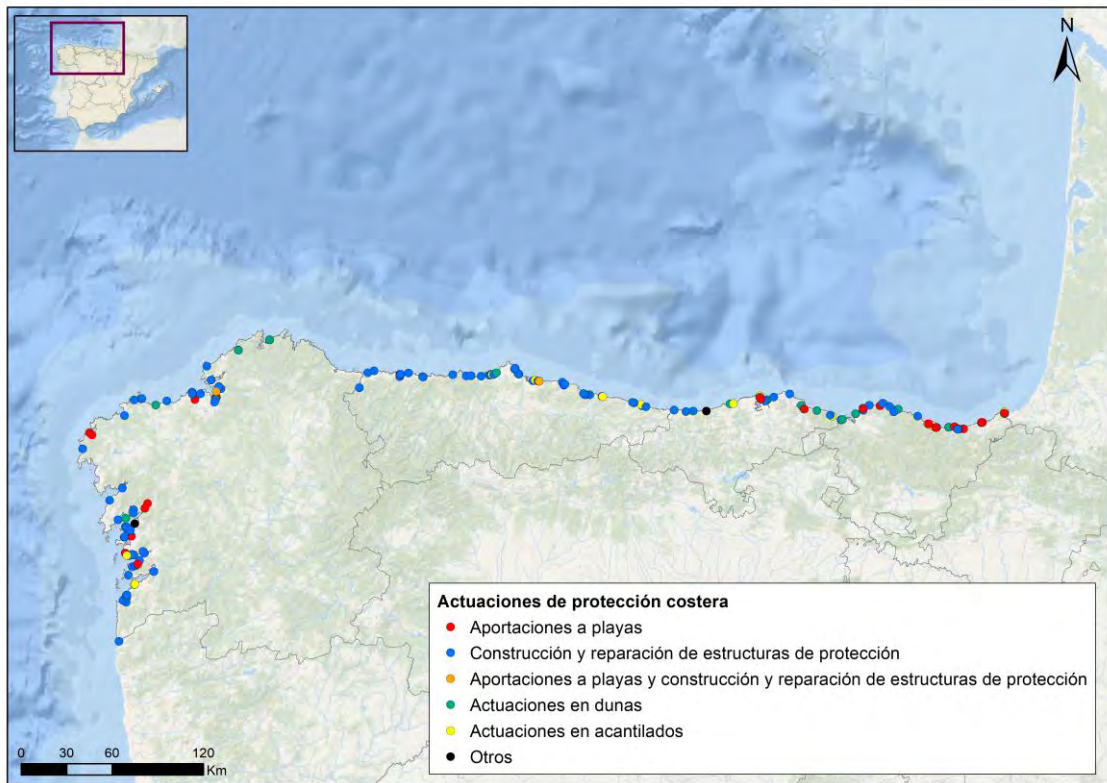 N
Actuaciones de protección costera
Aportaciones a playas
Construcción y reparación de estructuras de protección
Aportaciones a playas y construcción y reparación de estructuras de protección
Actuaciones en dunas
Actuaciones en acantilados
Otros
0 30 60 120
Km